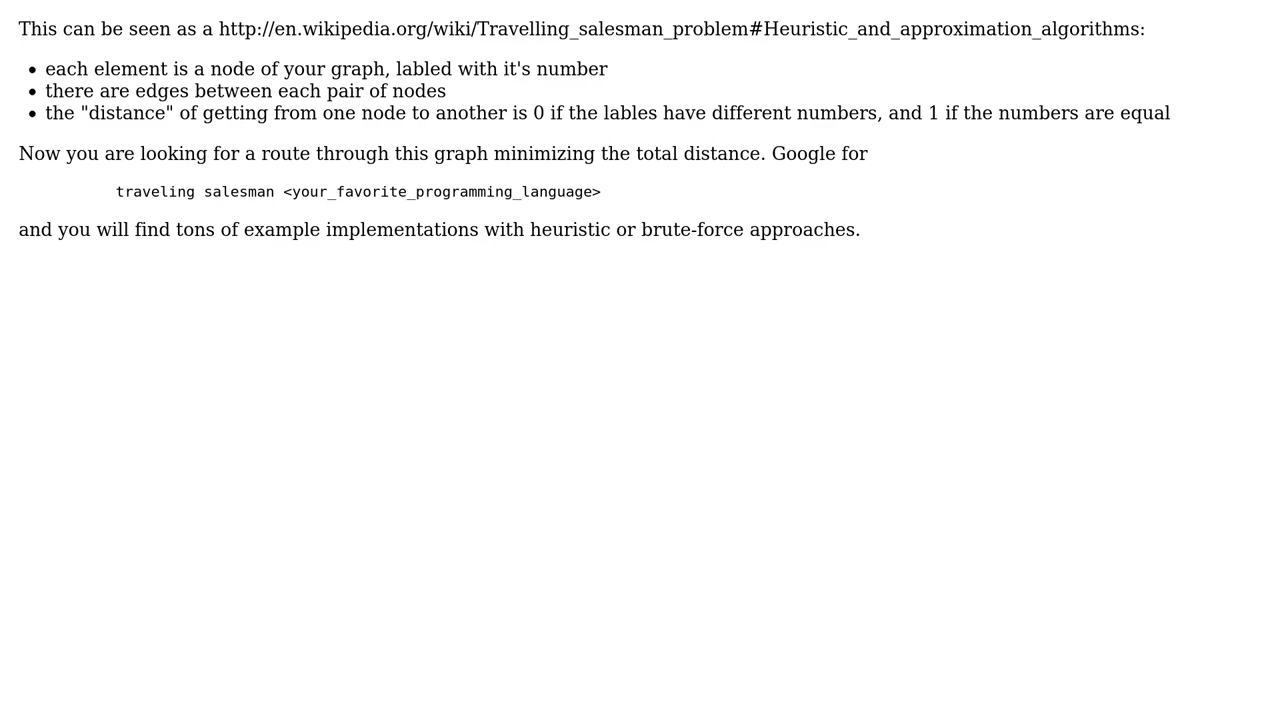 This can be seen as a http://en.wikipedia.org/wiki/Travelling_salesman_problem#Heuristic_and_approximation_algorithms:
• each element is a node of your graph, labled with it's number
• there are edges between each pair of nodes
• the "distance" of getting from one node to another is 0 if the lables have different numbers, and 1 if the numbers are equal
Now you are looking for a route through this graph minimizing the total distance. Google for
traveling salesman <your_favorite_programming_language>
and you will find tons of example implementations with heuristic or brute-force approaches.